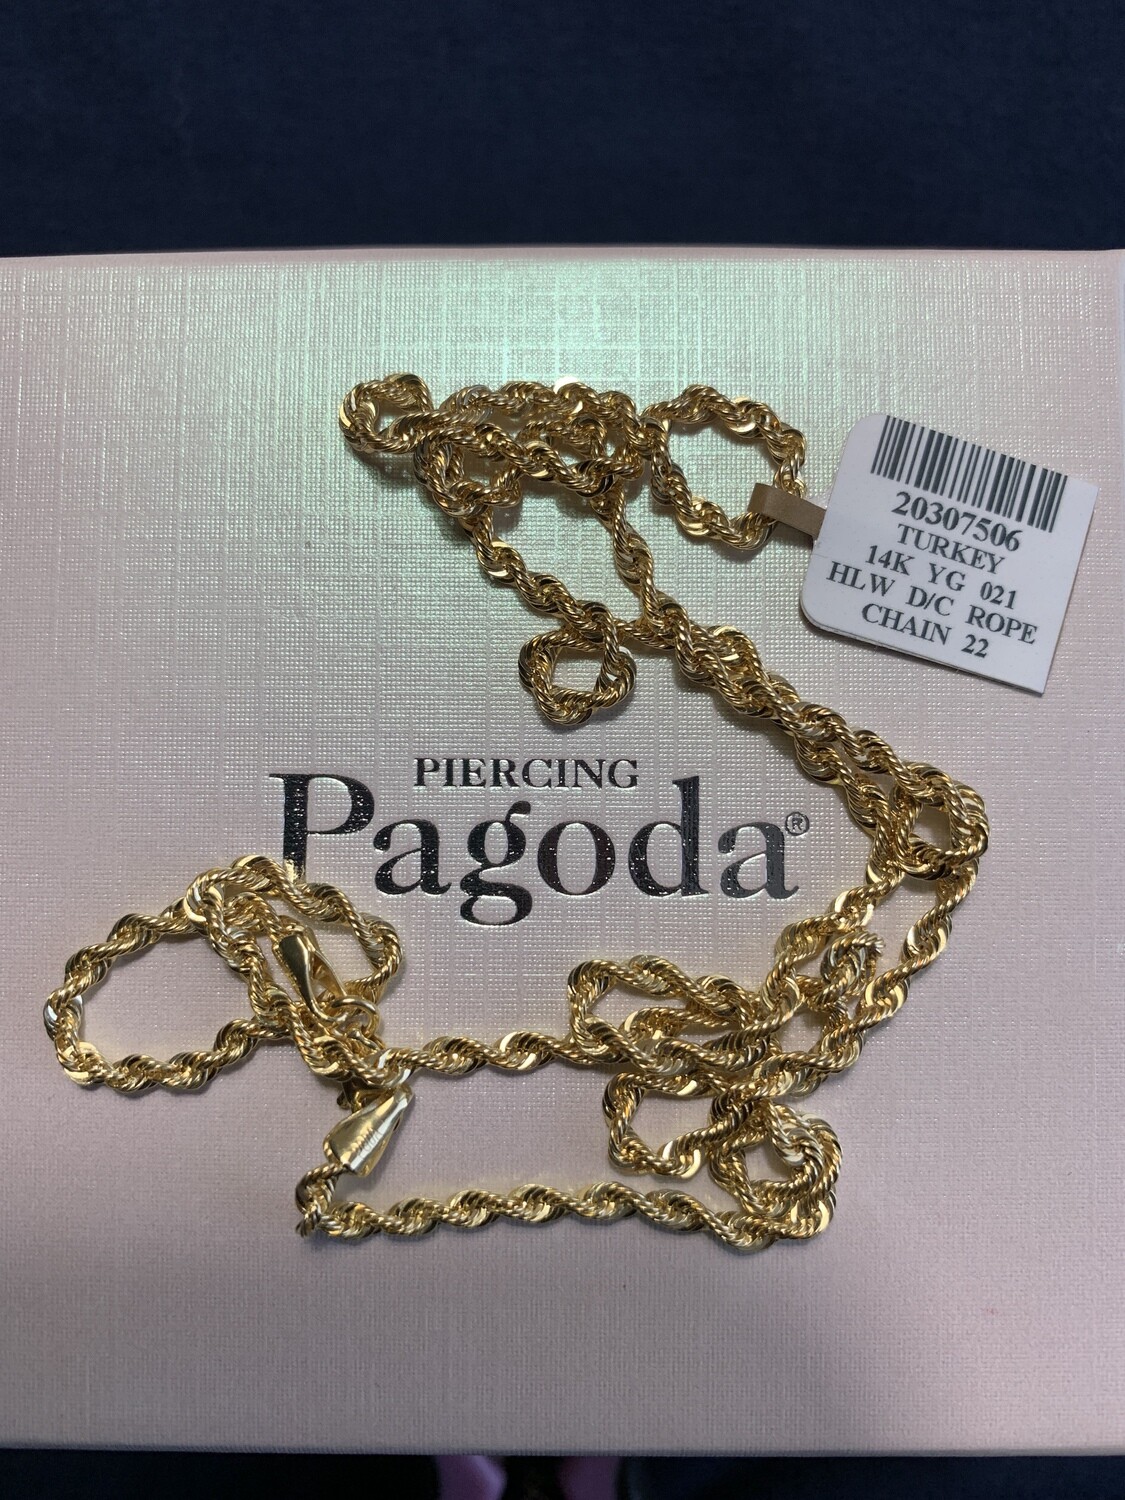 20307506
TURKEY
14K YG 021
HLW D/C ROPE
CHAIN 22
PIERCING
Pagoda®